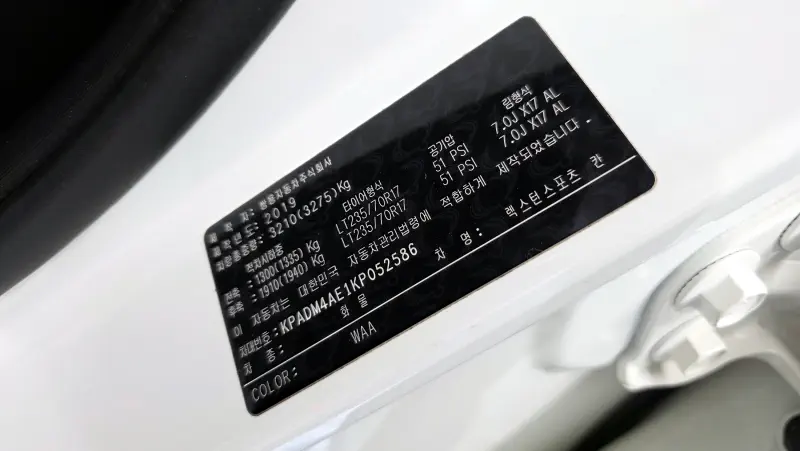 제 작 자: 쌍용자동차주식회사
제작년도: 2019
차량총중량: 3210(3275)Kg
적차시하중 타이어형식 공기압 림형식
전축 : 1300(1335) Kg LT235/70R17 51 PSI 7.0J X17 AL
후축 : 1910(1940) Kg LT235/70R17 51 PSI 7.0J X17 AL
이 자동차는 대한민국 자동차관리법령에 적합하게 제작되었습니다.
차대번호: KPADM4AE1KP052586
차 종: 화 물 차 명: 렉스턴스포츠 칸
COLOR: WAA